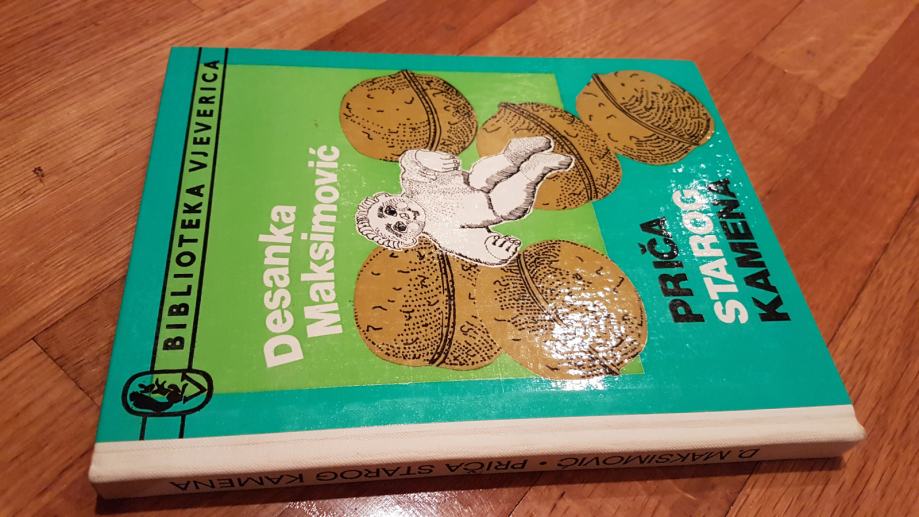 BIBLIOTEKA VJEVERICA
Desanka
Maksimović
PRIČA
STAROG
KAMENA
D. MAKSIMOVIĆ • PRIČA STAROG KAMENA